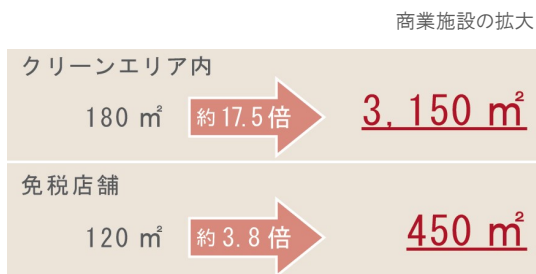 商業施設の拡大
クリーンエリア内
180 ㎡ 約17.5倍 3,150 ㎡
免税店舗
120 ㎡ 約3.8倍 450 ㎡